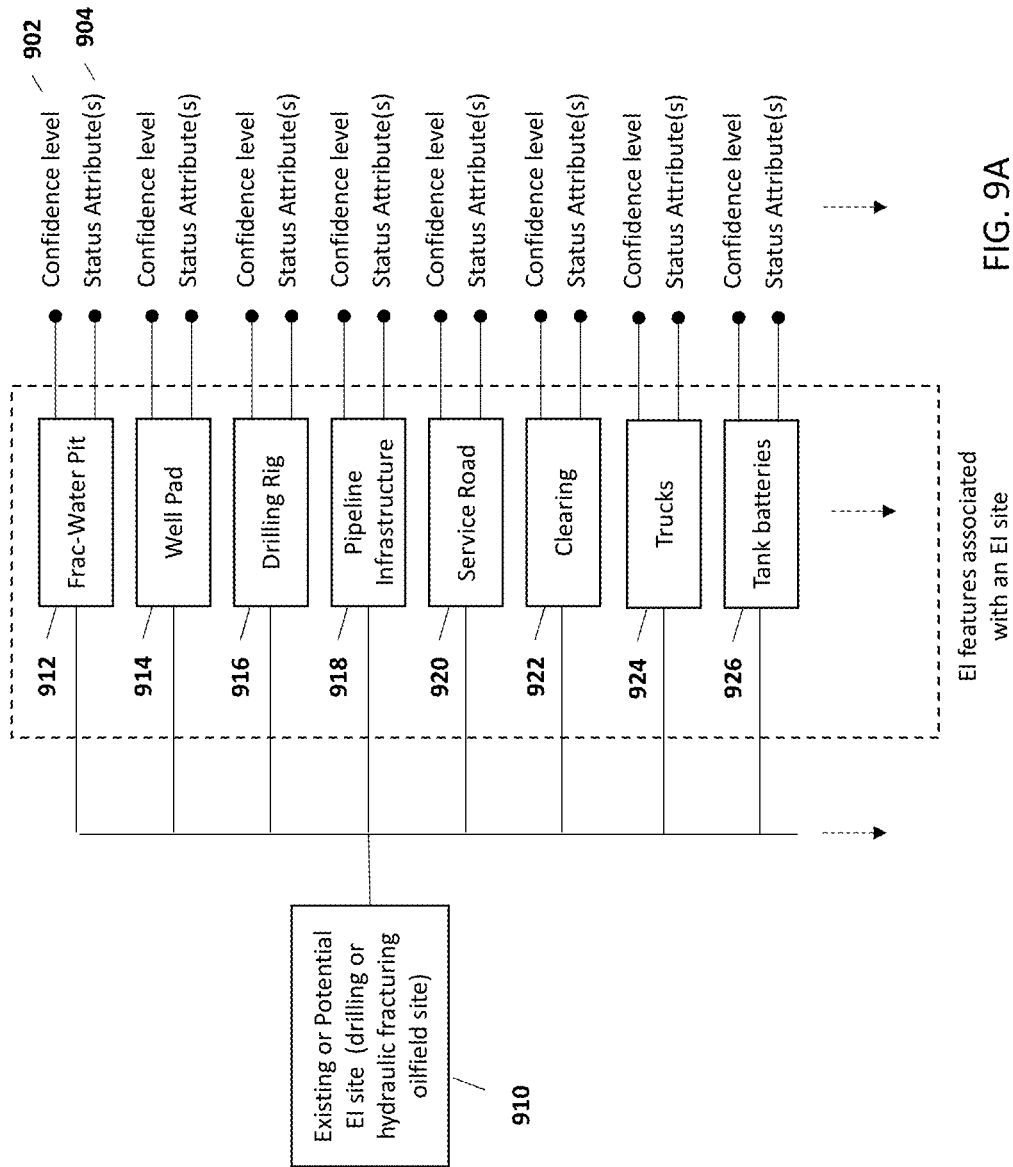 Existing or Potential
EI site (drilling or
hydraulic fracturing
oilfield site)
910
912
Frac-Water Pit
Confidence level
902
Status Attribute(s)
904
914
Well Pad
Confidence level
Status Attribute(s)
916
Drilling Rig
Confidence level
Status Attribute(s)
918
Pipeline
Infrastructure
Confidence level
Status Attribute(s)
920
Service Road
Confidence level
Status Attribute(s)
922
Clearing
Confidence level
Status Attribute(s)
924
Trucks
Confidence level
Status Attribute(s)
926
Tank batteries
Confidence level
Status Attribute(s)
EI features associated
with an EI site
FIG. 9A